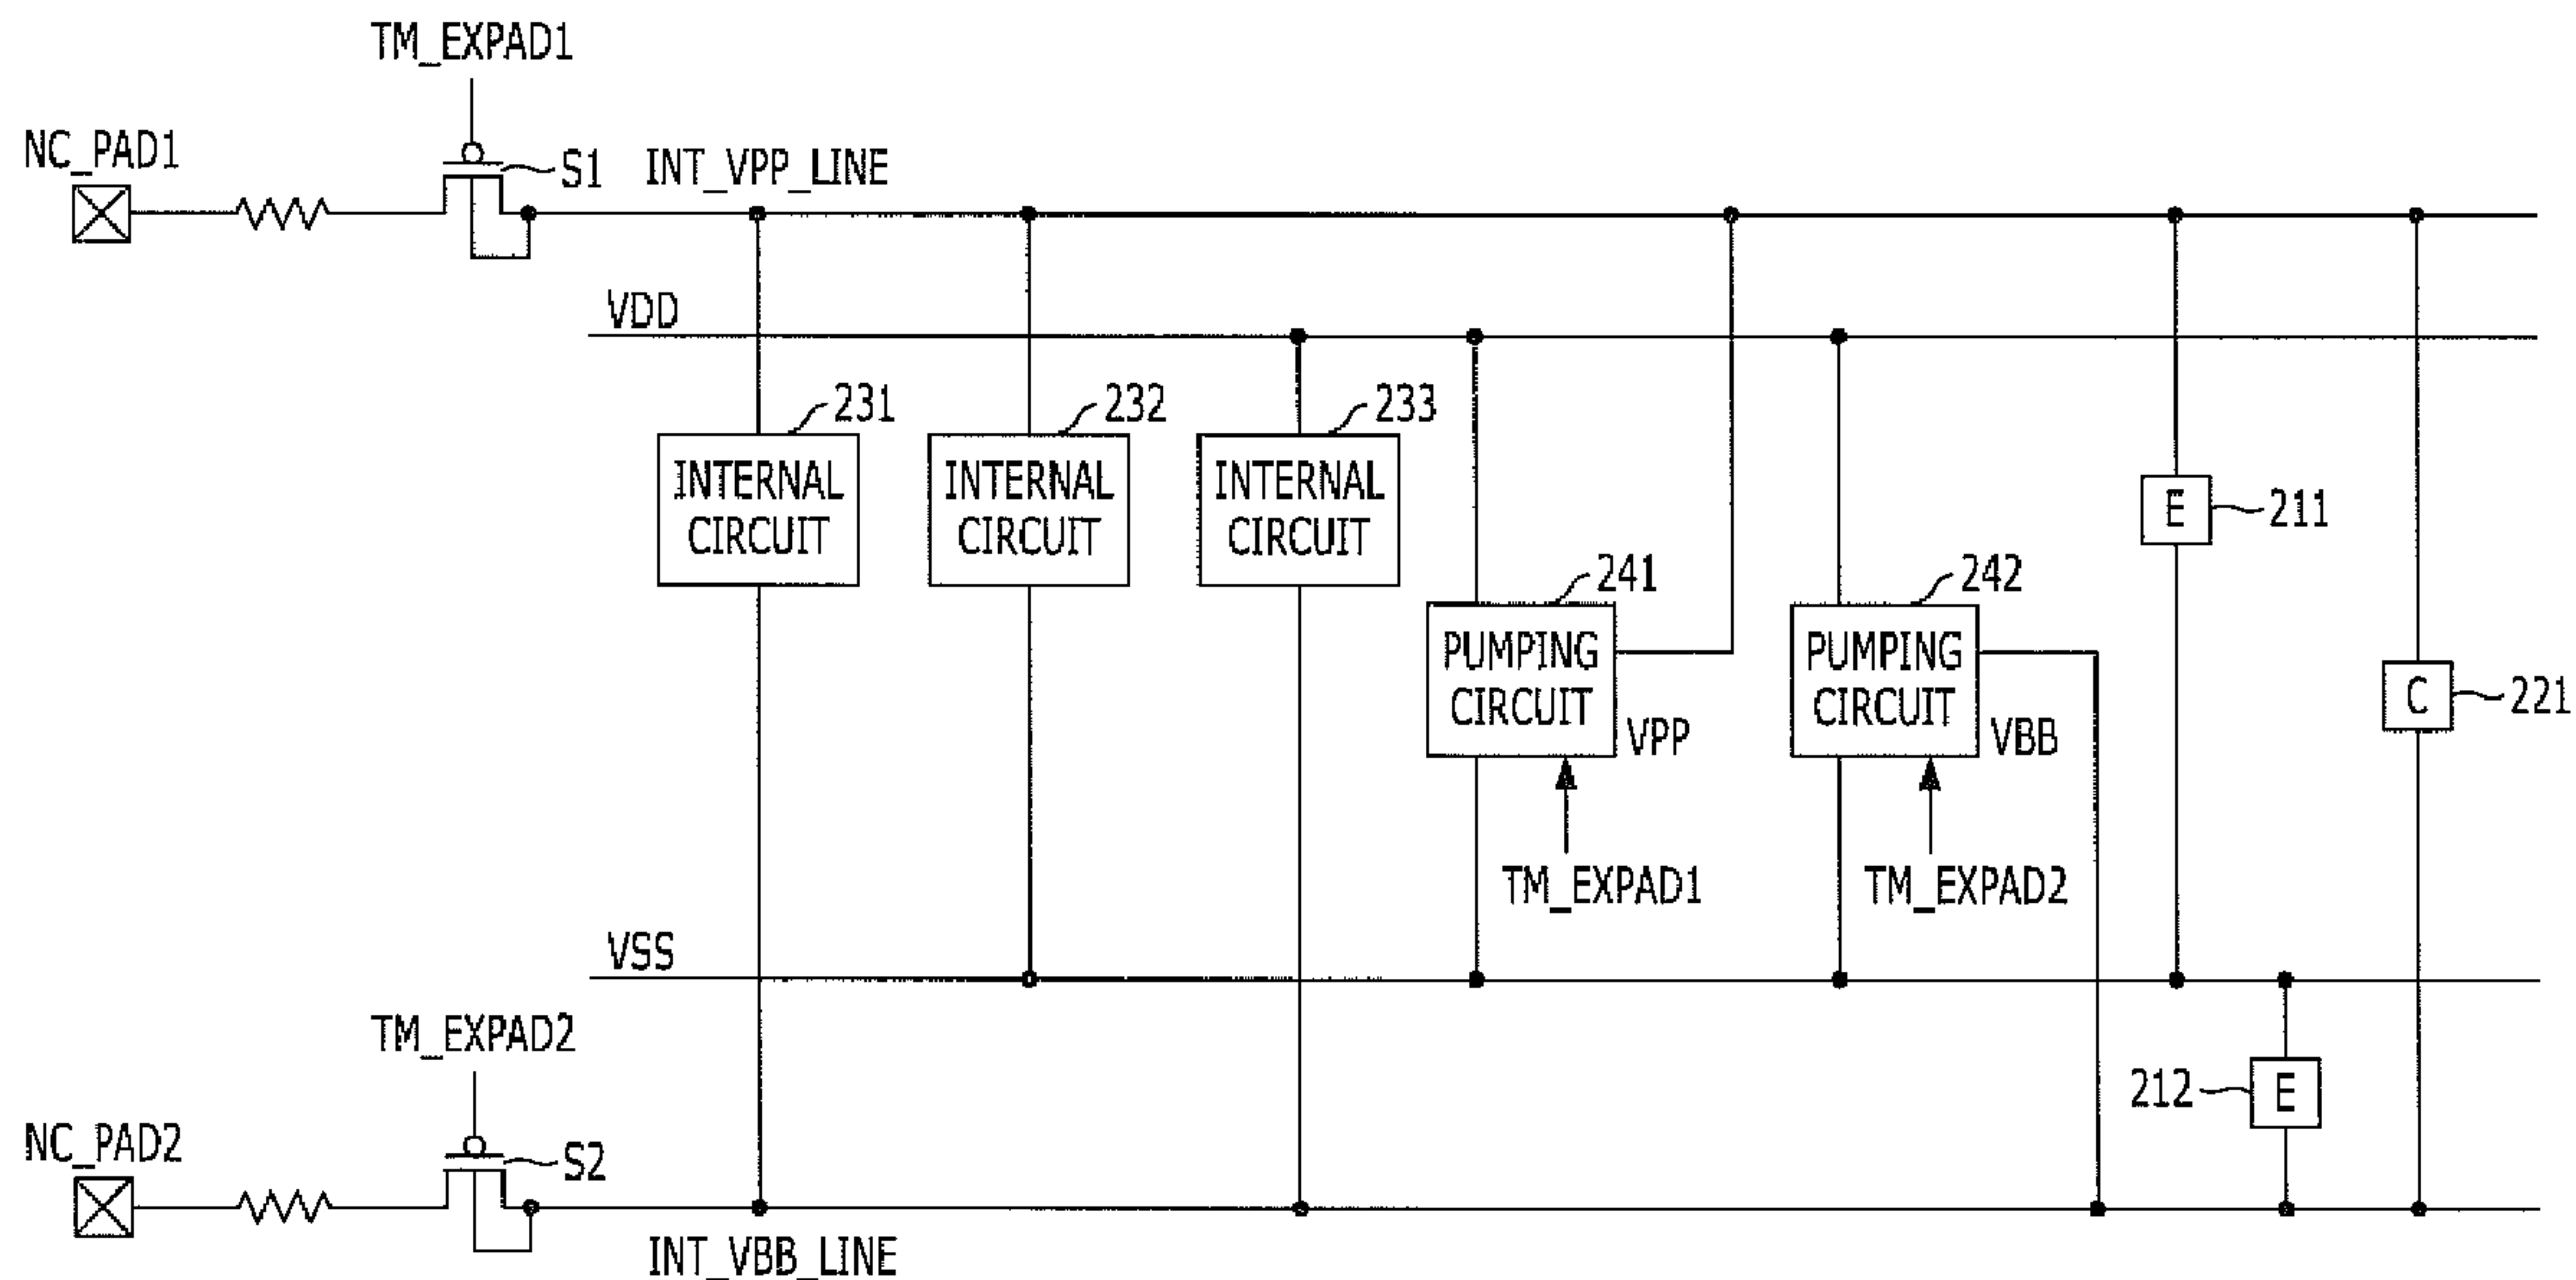 TM_EXPAD1
NC_PAD1
S1
INT_VPP_LINE
VDD
231
232
233
INTERNAL
CIRCUIT
INTERNAL
CIRCUIT
INTERNAL
CIRCUIT
E
211
241
242
PUMPING
CIRCUIT
VPP
PUMPING
CIRCUIT
VBB
C
221
TM_EXPAD1
TM_EXPAD2
VSS
TM_EXPAD2
212
E
NC_PAD2
S2
INT_VBB_LINE